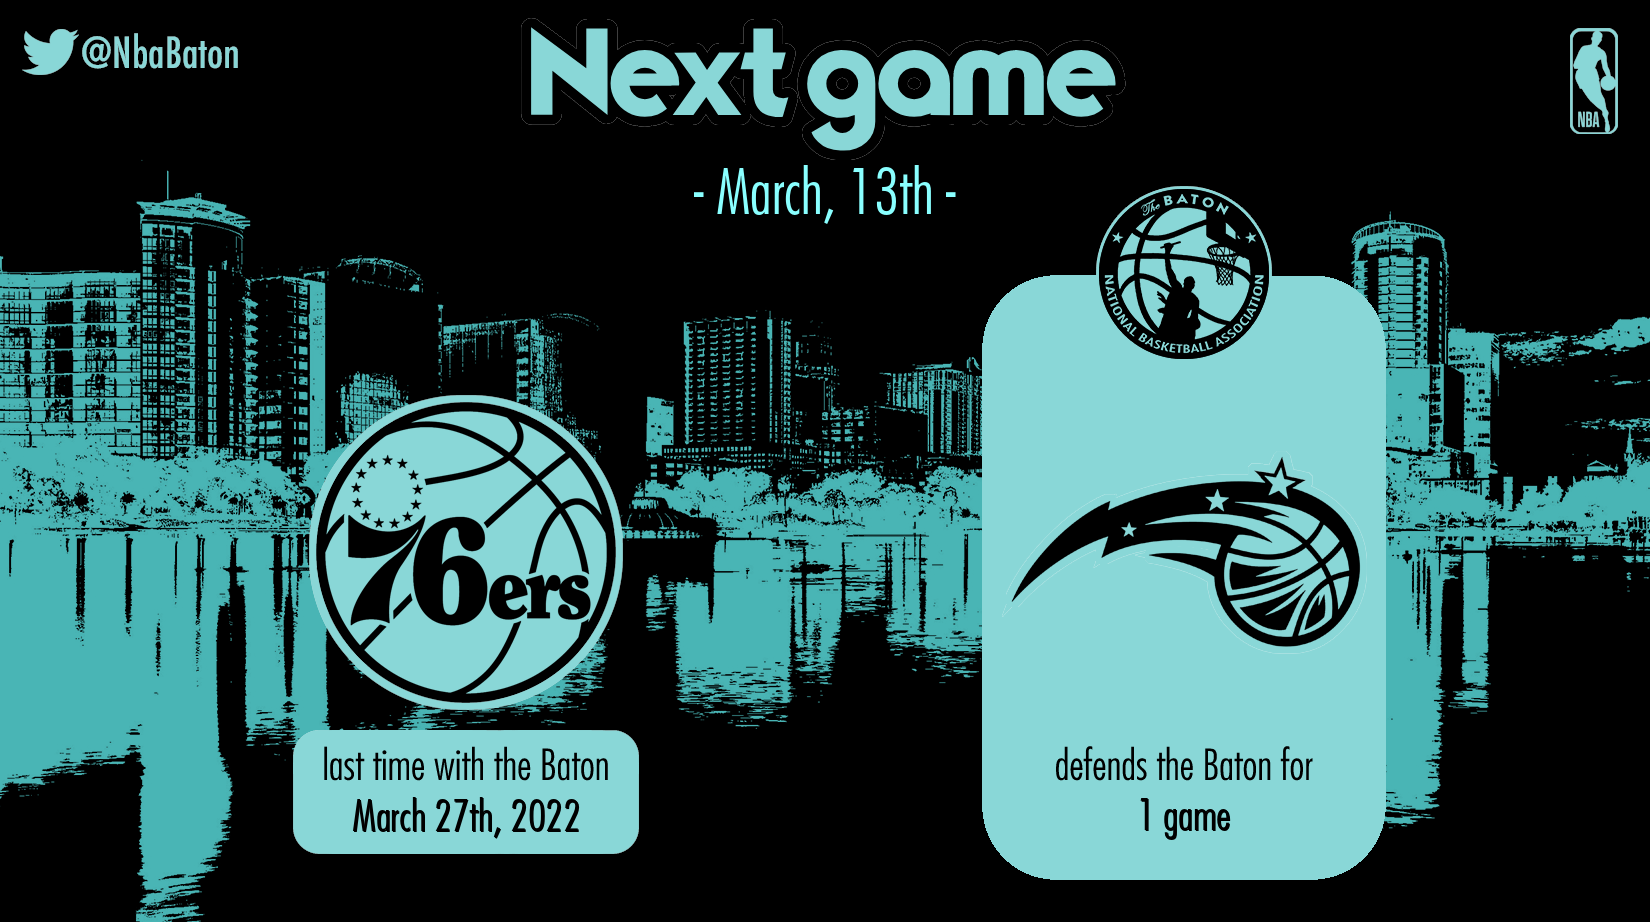 @NbaBaton
Next game
NBA
- March, 13th -
The BATON
NATIONAL BASKETBALL ASSOCIATION
76ers
last time with the Baton
March 27th, 2022
defends the Baton for
1 game